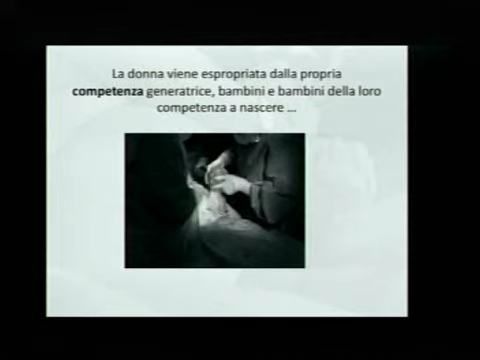 La donna viene espropriata dalla propria
competenza generatrice, bambini e bambini della loro
competenza a nascere ...